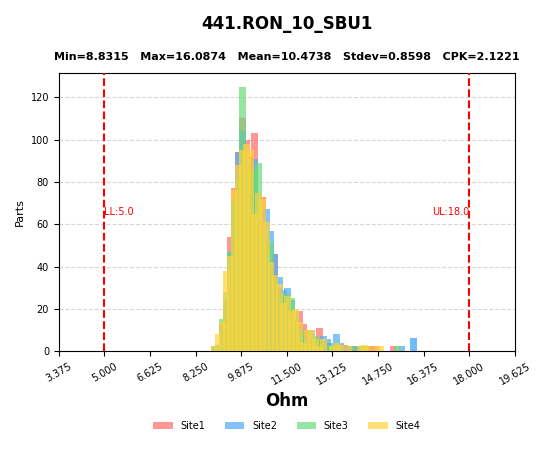 441.RON_10_SBU1
Min=8.8315 Max=16.0874 Mean=10.4738 Stdev=0.8598 CPK=2.1221
Parts
120
100
80
60
40
20
0
LL:5.0
UL:18.0
3.375 5.000 6.625 8.250 9.875 11.500 13.125 14.750 16.375 18.000 19.625
Ohm
Site1 Site2 Site3 Site4